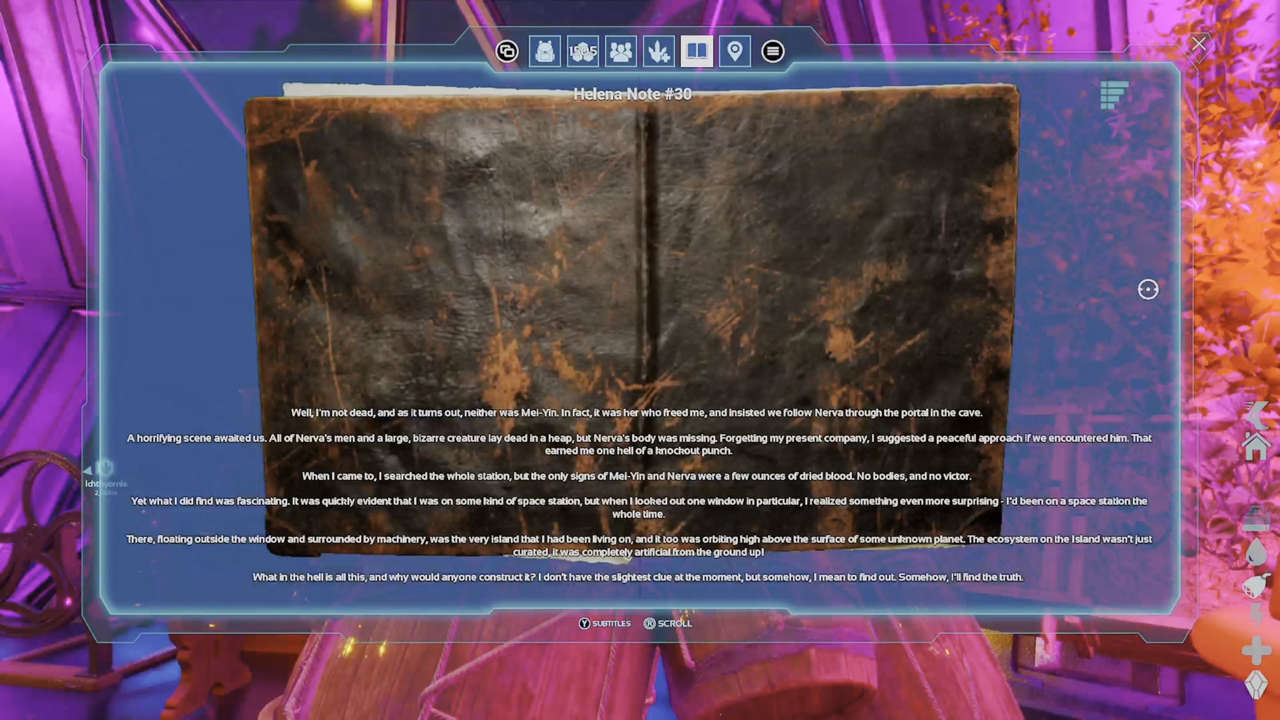 1565
Helena Note #30
Well, I'm not dead, and as it turns out, neither was Mei-Yin. In fact, it was her who freed me, and insisted we follow Nerva through the portal in the cave.
A horrifying scene awaited us. All of Nerva's men and a large, bizarre creature lay dead in a heap, but Nerva's body was missing. Forgetting my present company, I suggested a peaceful approach if we encountered him. That
earned me one hell of a knockout punch.
When I came to, I searched the whole station, but the only signs of Mei-Yin and Nerva were a few ounces of dried blood. No bodies, and no victor.
Yet what I did find was fascinating. It was quickly evident that I was on some kind of space station, but when I looked out one window in particular, I realized something even more surprising - I'd been on a space station the
whole time.
There, floating outside the window and surrounded by machinery, was the very island that I had been living on, and it too was orbiting high above the surface of some unknown planet. The ecosystem on the Island wasn't just
curated, it was completely artificial from the ground up!
What in the hell is all this, and why would anyone construct it? I don't have the slightest clue at the moment, but somehow, I mean to find out. Somehow, I'll find the truth.
Ichthyornis
Y SUBTITLES R SCROLL